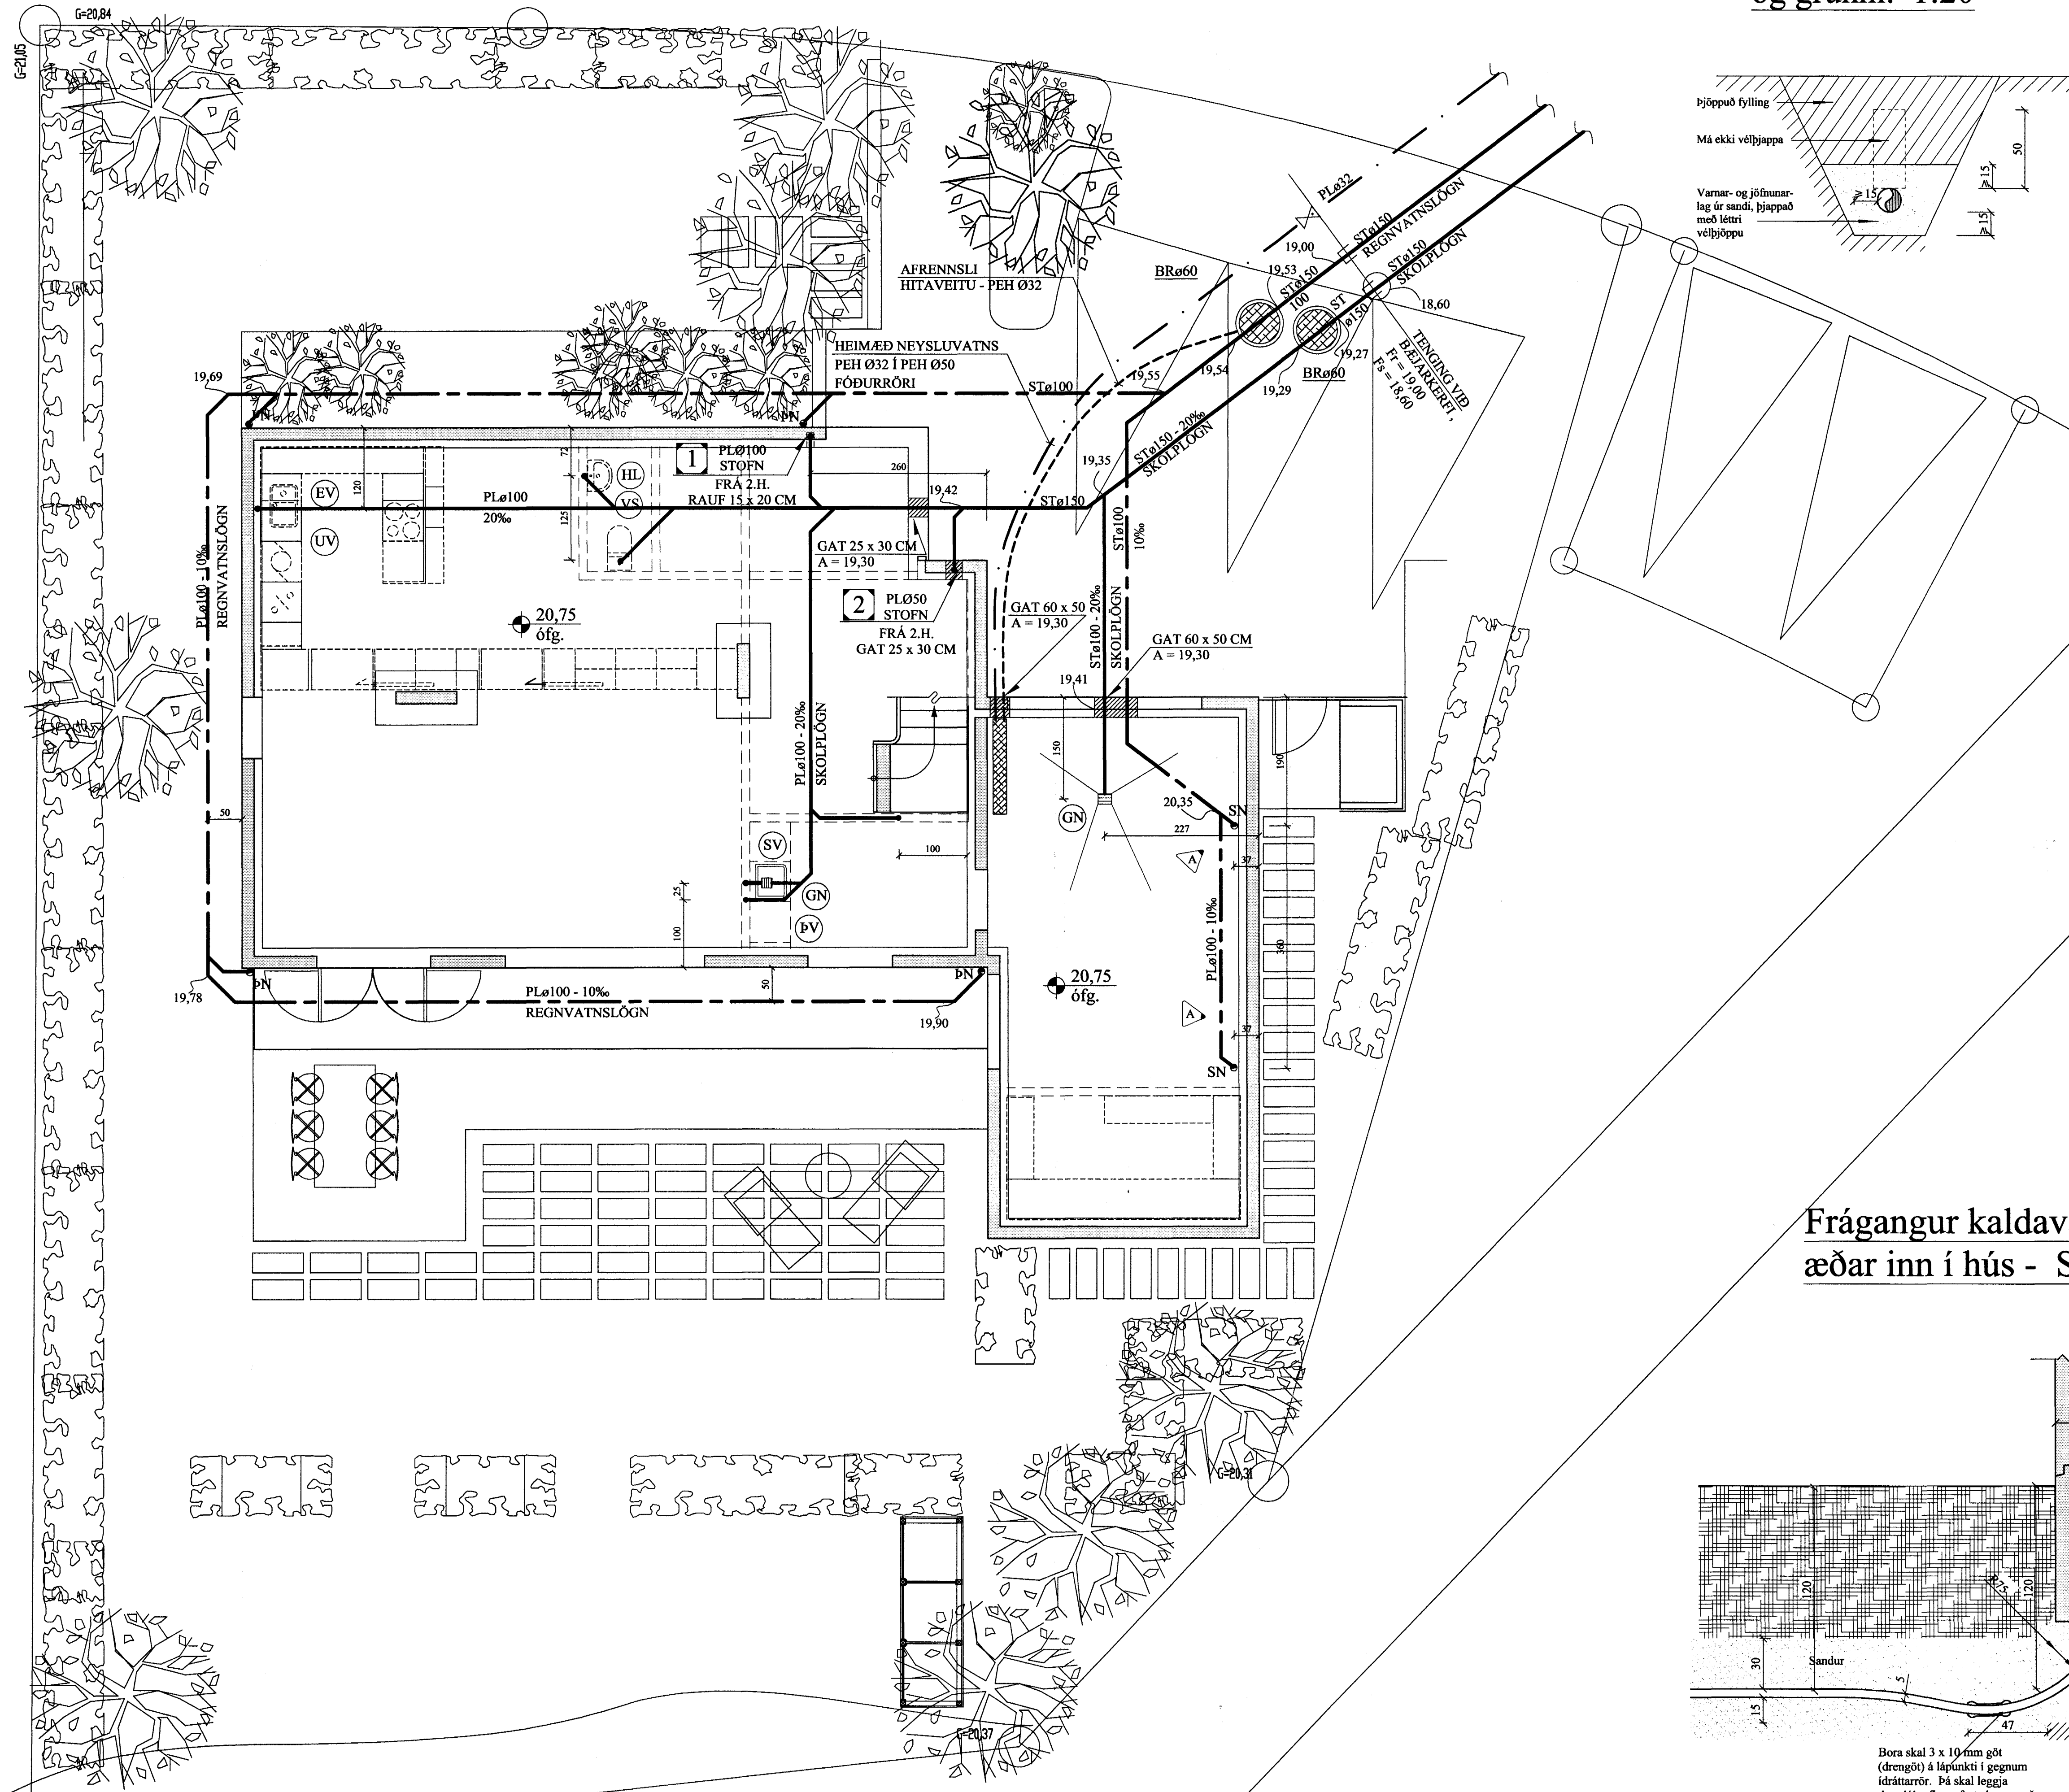 og grunni. 1:20
G=20,84
G=21,05
Þjöppuð fylling
Má ekki vélþjappa
Varnar- og jöfnunar-
lag úr sandi, þjappað
með léttri
vélþjöppu
≥ 15
≥ 15
≥ 15
50
PLø32
STø150
REGNVATNSLÖGN
STø150
SKOLPLÖGN
19,00
19,53
STø150
100
ST
ø150
18,60
BRø60
AFRENNSLI
HITAVEITU - PEH Ø32
HEIMÆÐ NEYSLUVATNS
PEH Ø32 Í PEH Ø50
FÓÐURRÖRI
TENGING VIÐ
BÆJARKERFI,
Fr = 19,00
Fs = 18,60
19,27
BRø60
19,29
19,54
19,55
STø100
19,69
ÞN
ÞN
STø150 - 20‰
SKOLPLÖGN
19,35
1
PLØ100
STOFN
FRÁ 2.H.
RAUF 15 x 20 CM
260
72
120
125
HL
VS
EV
UV
PLø100
20‰
19,42
STø150
STø100
10‰
GAT 25 x 30 CM
A = 19,30
PLø100 - 10‰
REGNVATNSLÖGN
2
PLØ50
STOFN
FRÁ 2.H.
GAT 25 x 30 CM
20,75
ófg.
GAT 60 x 50
A = 19,30
STø100 - 20‰
SKOLPLÖGN
GAT 60 x 50 CM
A = 19,30
19,41
PLø100 - 20‰
SKOLPLÖGN
150
190
20,35
SN
GN
227
50
37
A
SV
100
25
GN
ÞV
100
PLø100 - 10‰
360
ÞN
ÞN
20,75
ófg.
A
37
SN
19,78
PLø100 - 10‰
REGNVATNSLÖGN
50
19,90
Frágangur kaldav
æðar inn í hús - S
G=20,31
G=20,37
120
120
R75
30
Sandur
5
15
47
Bora skal 3 x 10 mm göt
(drengöt) á lápunkti í gegnum
ídráttarrör. Þá skal leggja